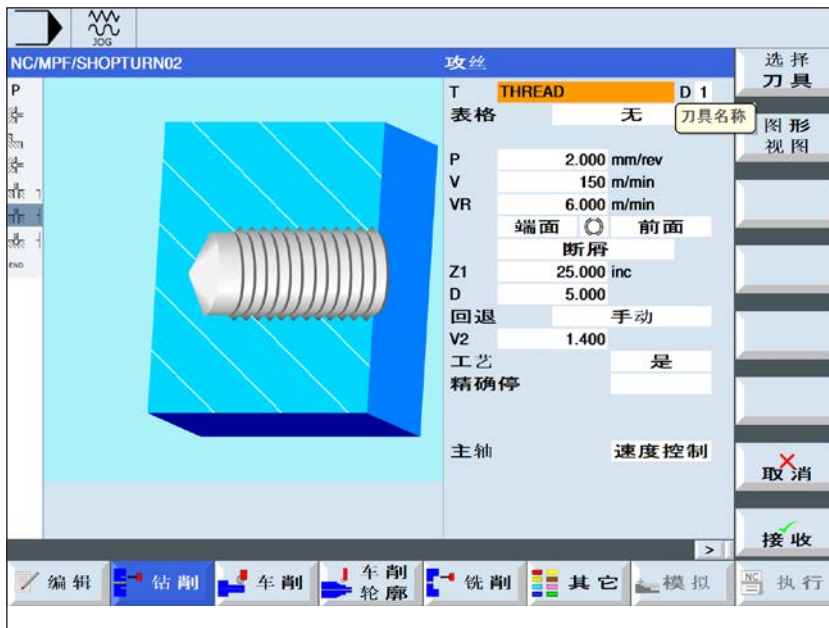 JOG
NC/MPF/SHOPTURN02
攻丝
选择
刀具
P
T THREAD D 1
表格 无
刀具名称
图形
视图
P 2.000 mm/rev
V 150 m/min
VR 6.000 m/min
端面 前面
断屑
Z1 25.000 inc
D 5.000
回退 手动
V2 1.400
工艺 是
精确停
END
主轴 速度控制
取消
接收
>
编辑
钻削
车削
车削
轮廓
铣削
其它
模拟
NC
执行